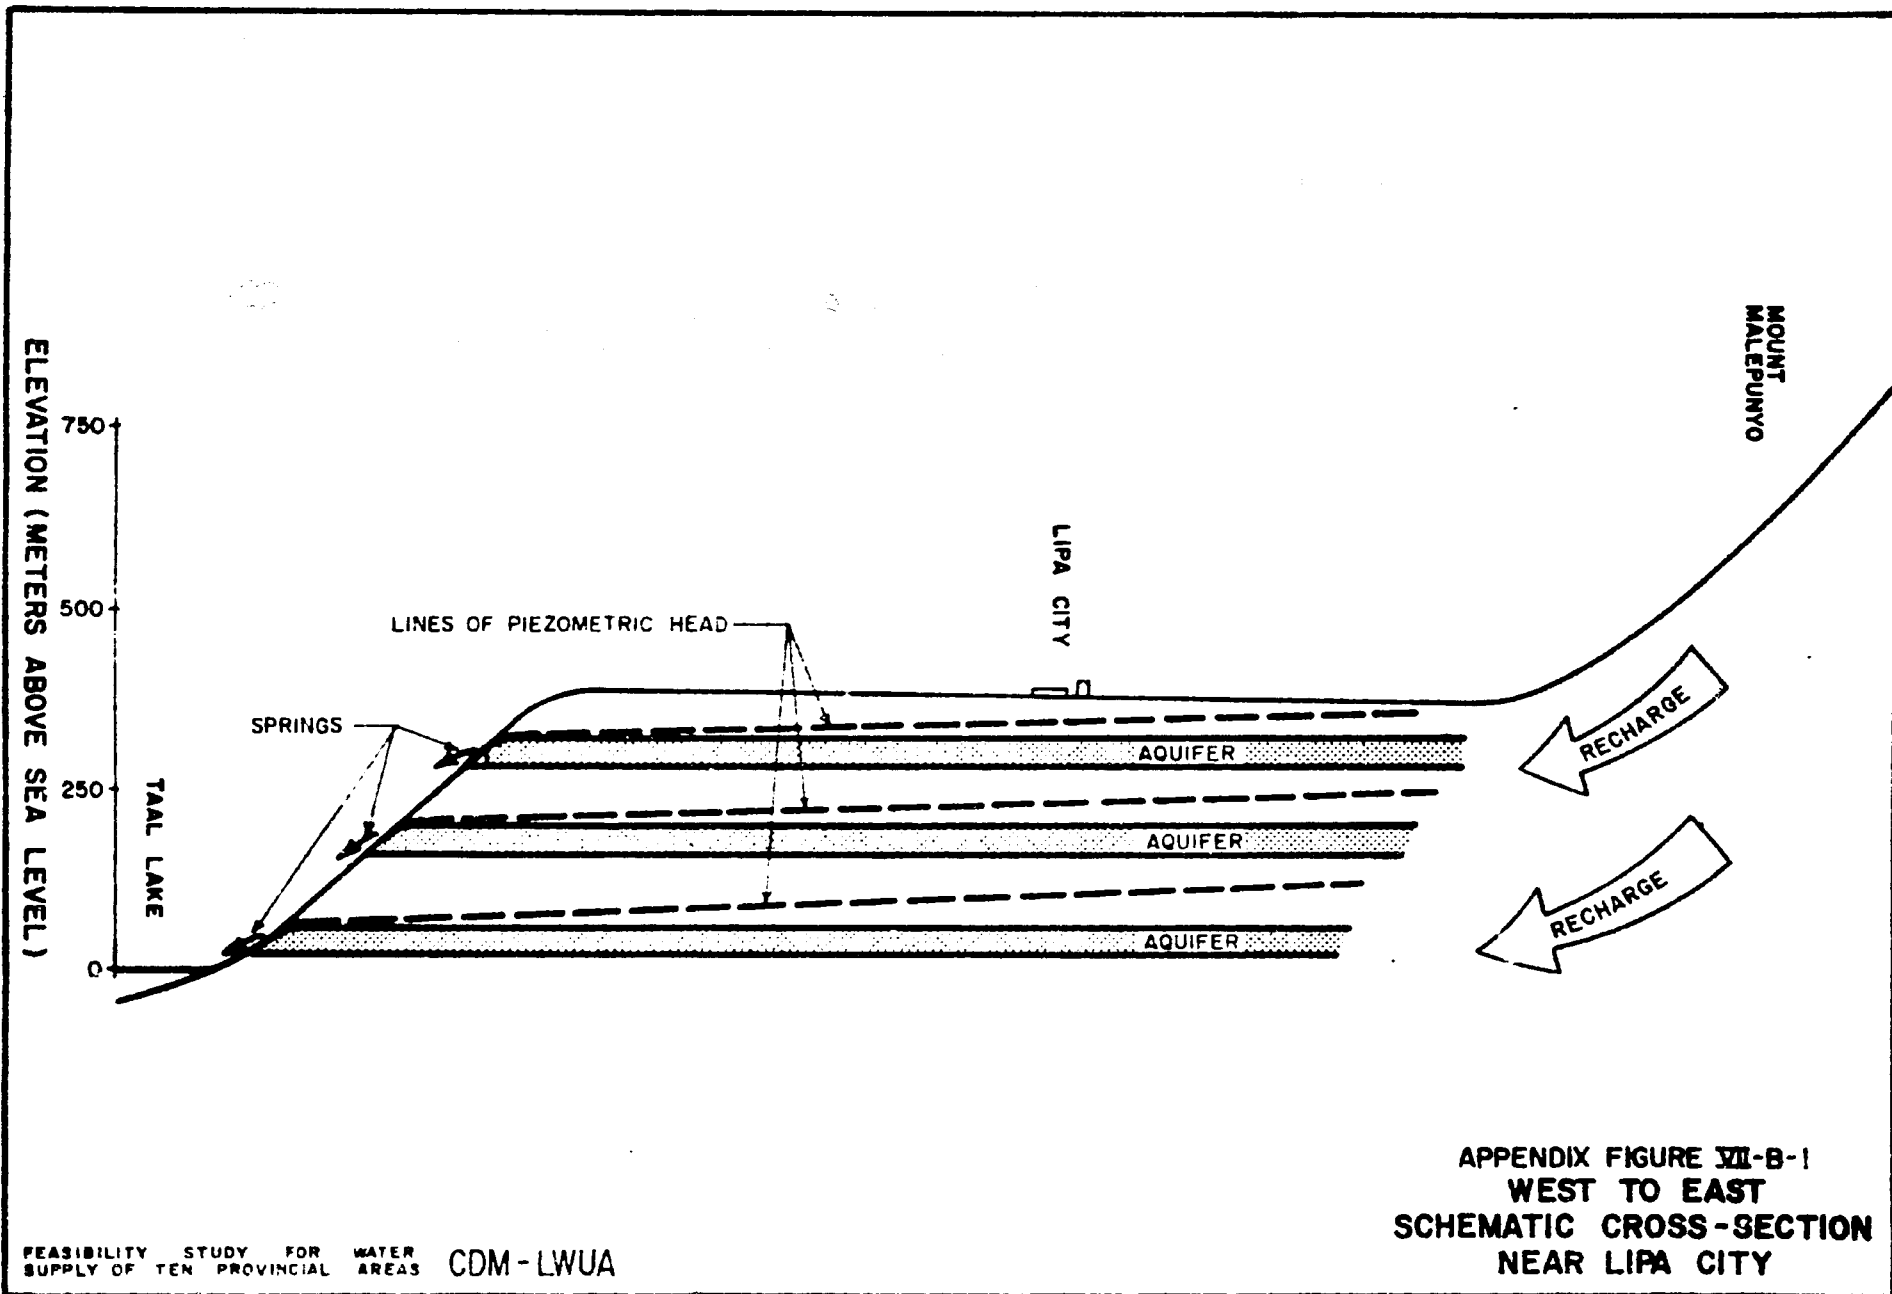 MOUNT
MALEPUNYO
ELEVATION (METERS ABOVE SEA LEVEL)
750
500
250
0
LIPA CITY
LINES OF PIEZOMETRIC HEAD
SPRINGS
TAAL LAKE
AQUIFER
AQUIFER
AQUIFER
RECHARGE
RECHARGE
APPENDIX FIGURE VII-B-1
WEST TO EAST
SCHEMATIC CROSS-SECTION
NEAR LIPA CITY
FEASIBILITY STUDY FOR WATER
SUPPLY OF TEN PROVINCIAL AREAS
CDM-LWUA